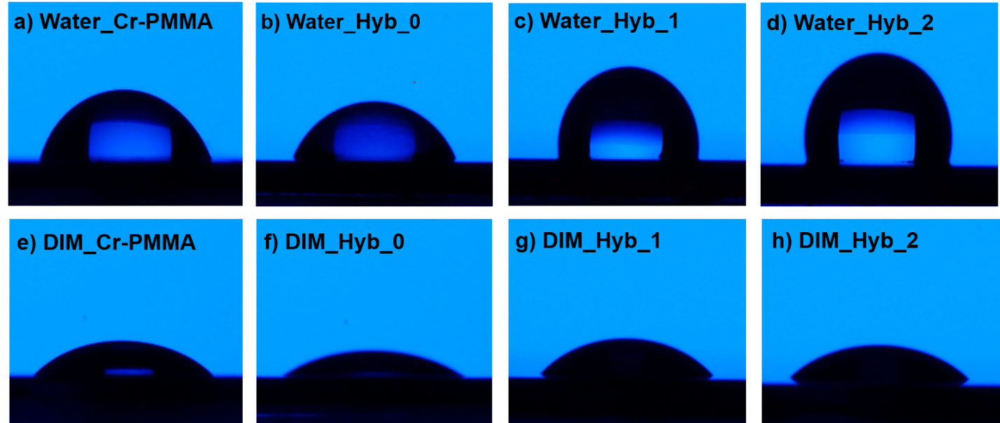 a) Water_Cr-PMMA
b) Water_Hyb_0
c) Water_Hyb_1
d) Water_Hyb_2
e) DIM_Cr-PMMA
f) DIM_Hyb_0
g) DIM_Hyb_1
h) DIM_Hyb_2